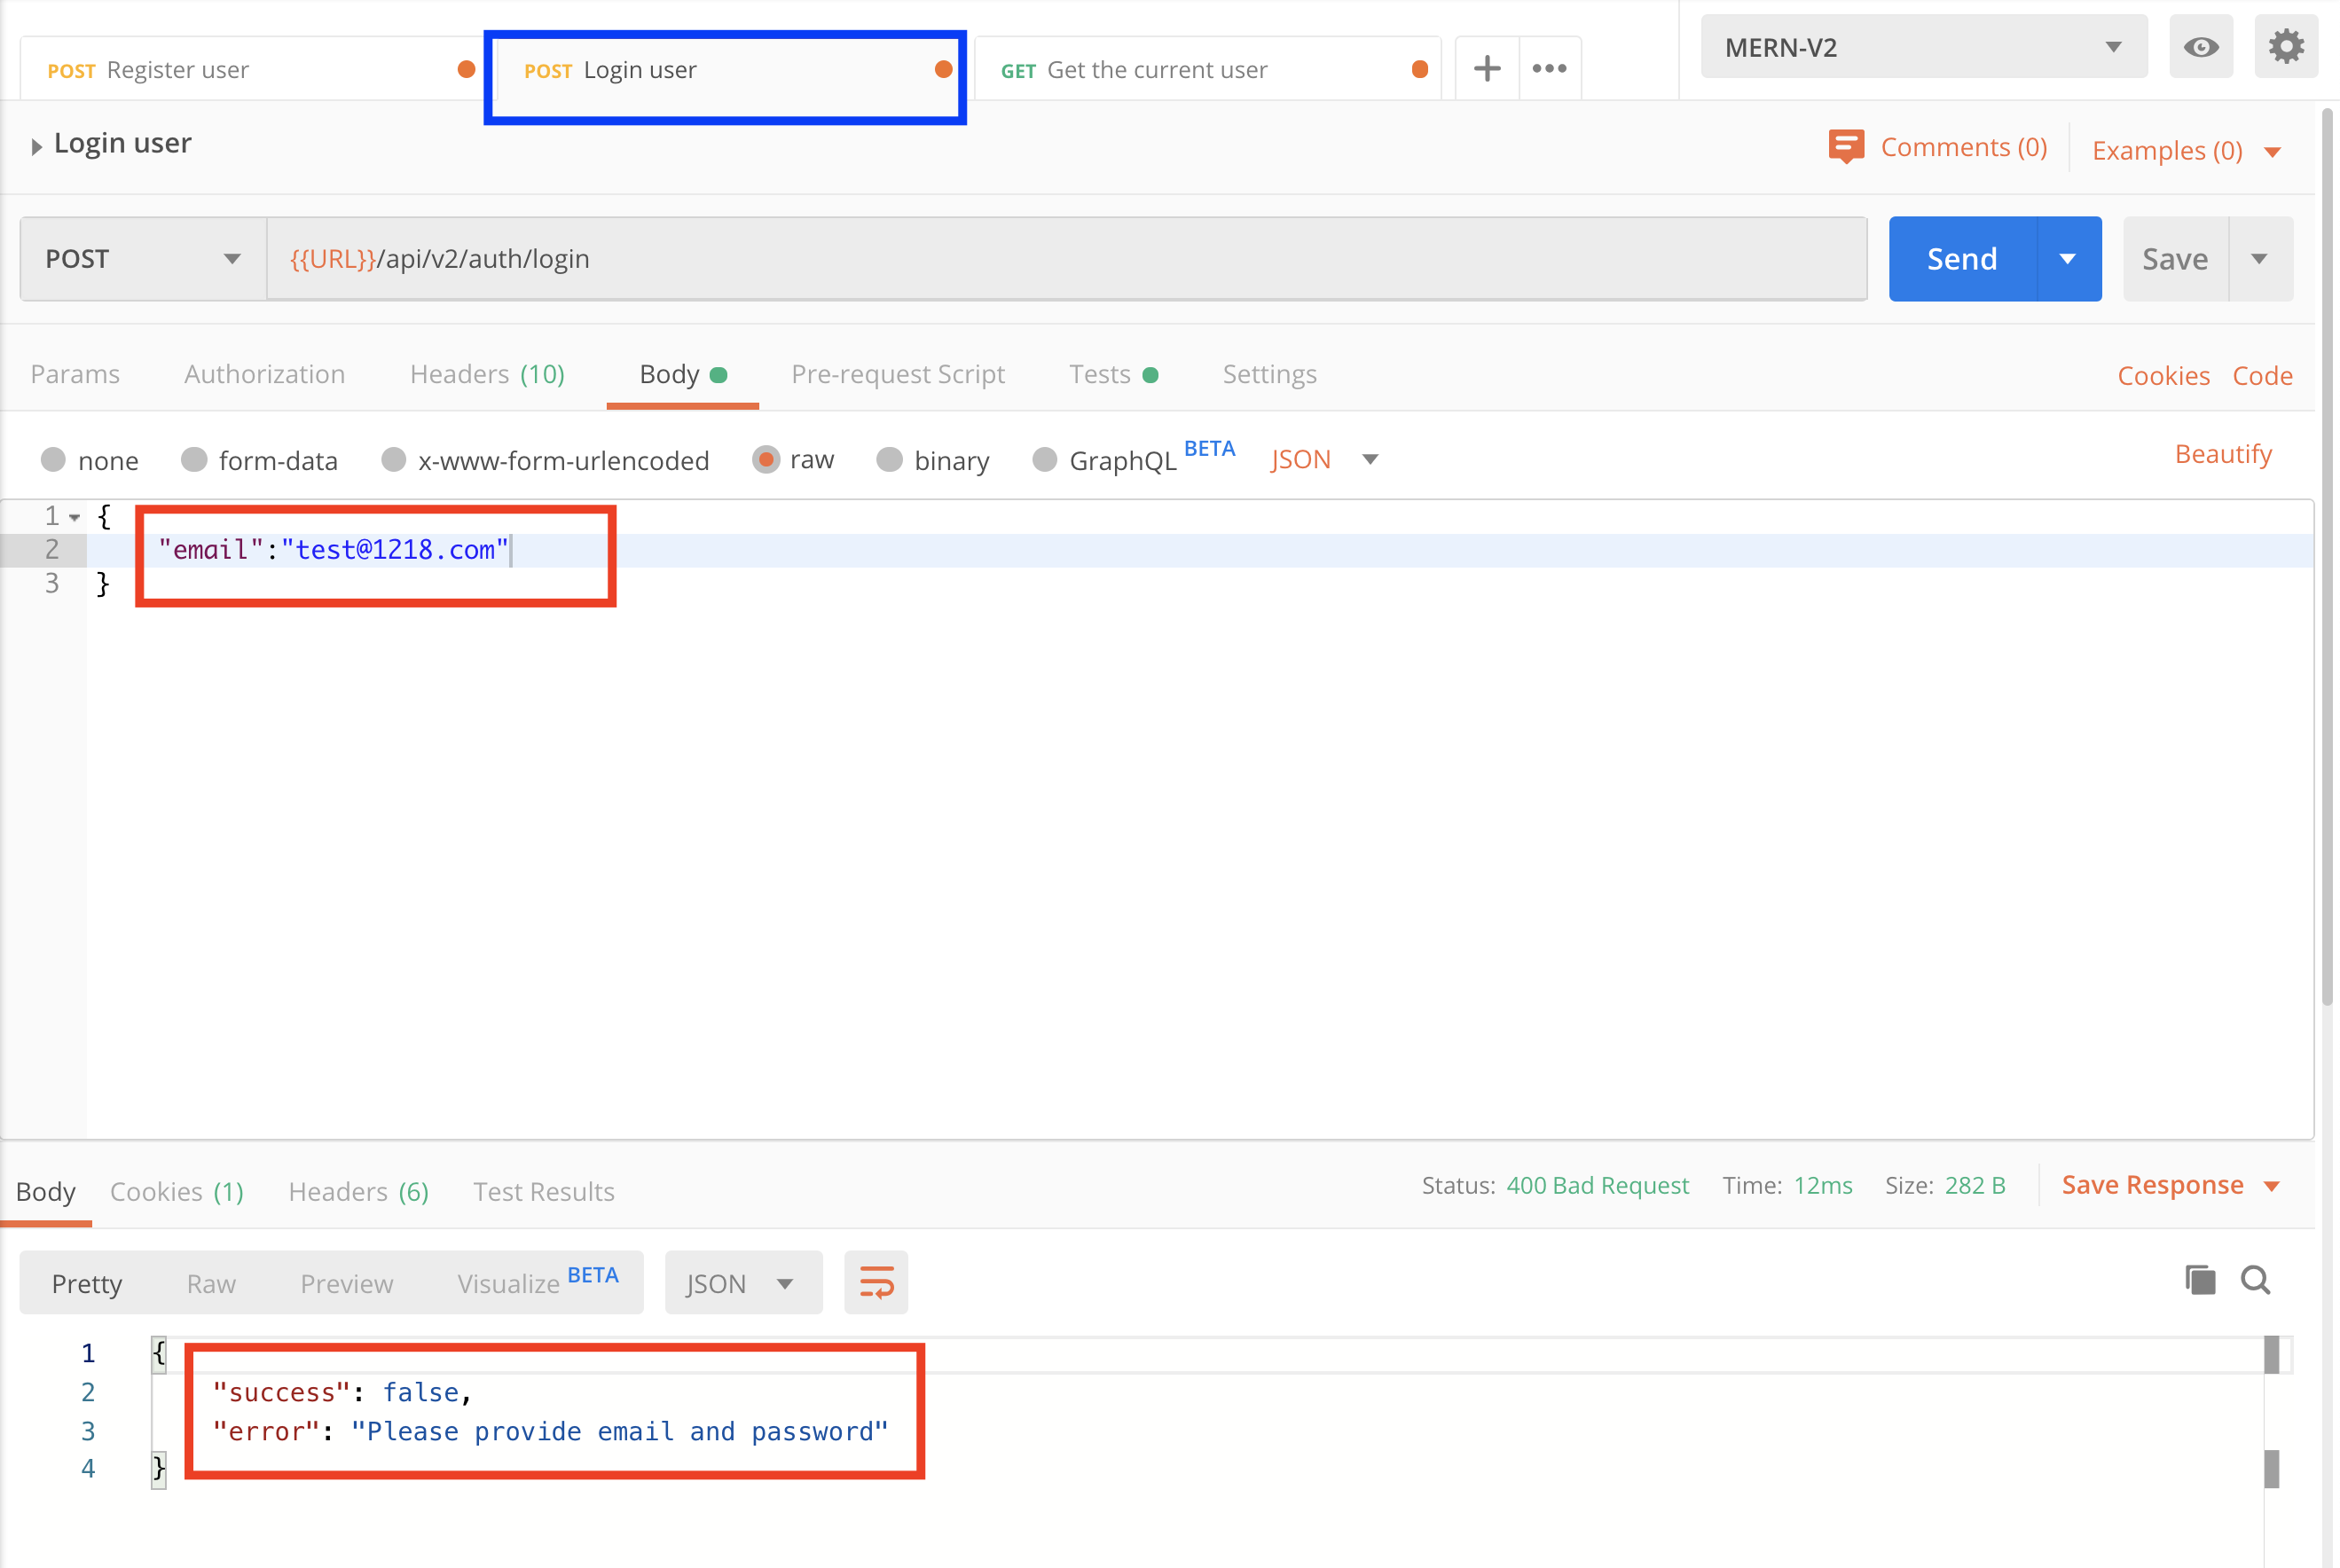 POST Register user
POST Login user
GET Get the current user
MERN-V2
Login user
Comments (0)
Examples (0)
POST
{{URL}}/api/v2/auth/login
Send
Save
Params Authorization Headers (10) Body Pre-request Script Tests Settings
Cookies Code
none form-data x-www-form-urlencoded raw binary GraphQL BETA JSON
Beautify
1 {
2 "email":"test@1218.com"
3 }
Body Cookies (1) Headers (6) Test Results
Status: 400 Bad Request Time: 12ms Size: 282 B Save Response
Pretty Raw Preview Visualize BETA JSON
1 {
2 "success": false,
3 "error": "Please provide email and password"
4 }